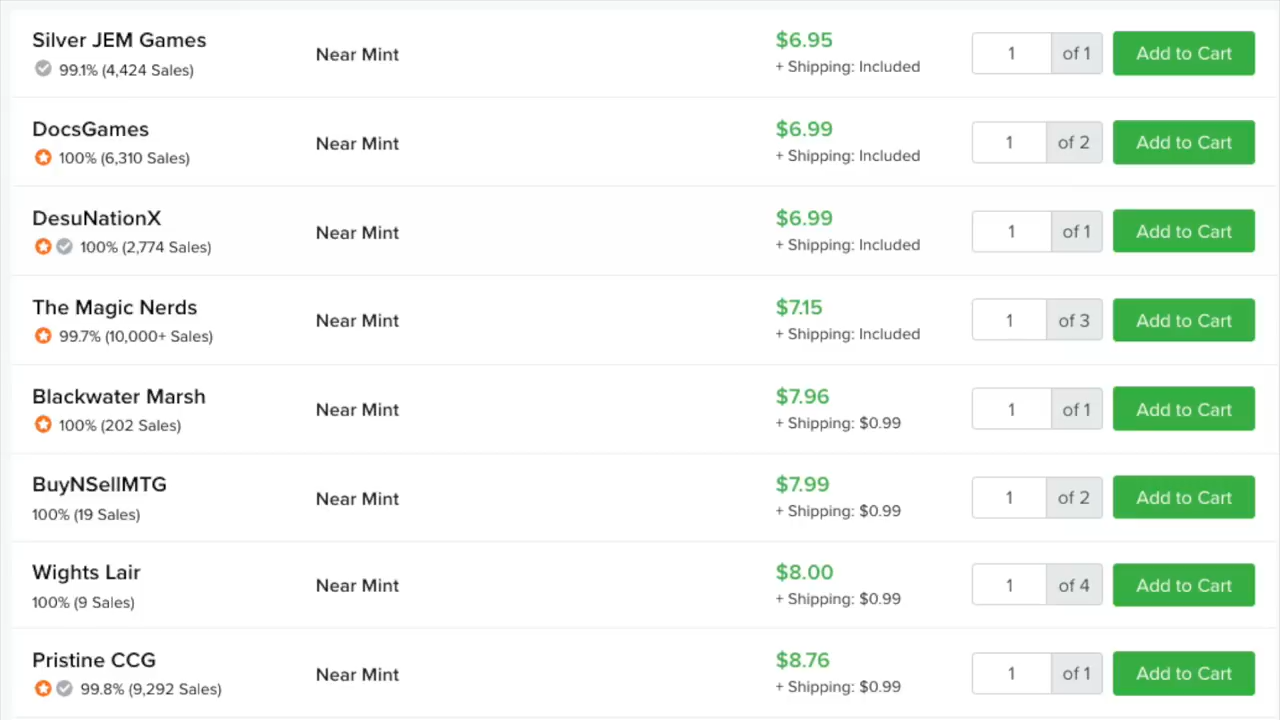 Silver JEM Games
99.1% (4,424 Sales)
Near Mint
$6.95
+ Shipping: Included
1 of 1
Add to Cart
DocsGames
100% (6,310 Sales)
Near Mint
$6.99
+ Shipping: Included
1 of 2
Add to Cart
DesuNationX
100% (2,774 Sales)
Near Mint
$6.99
+ Shipping: Included
1 of 1
Add to Cart
The Magic Nerds
99.7% (10,000+ Sales)
Near Mint
$7.15
+ Shipping: Included
1 of 3
Add to Cart
Blackwater Marsh
100% (202 Sales)
Near Mint
$7.96
+ Shipping: $0.99
1 of 1
Add to Cart
BuyNSellMTG
100% (19 Sales)
Near Mint
$7.99
+ Shipping: $0.99
1 of 2
Add to Cart
Wights Lair
100% (9 Sales)
Near Mint
$8.00
+ Shipping: $0.99
1 of 4
Add to Cart
Pristine CCG
99.8% (9,292 Sales)
Near Mint
$8.76
+ Shipping: $0.99
1 of 1
Add to Cart